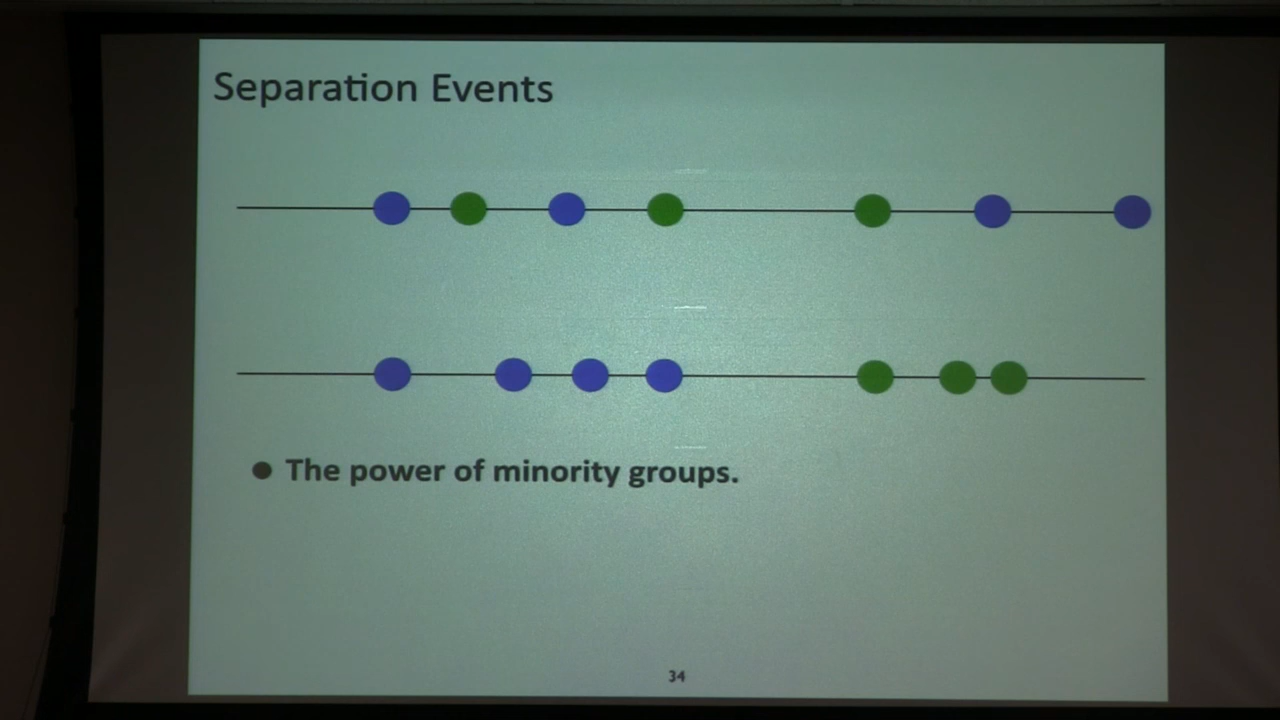 Separation Events
● The power of minority groups.
34